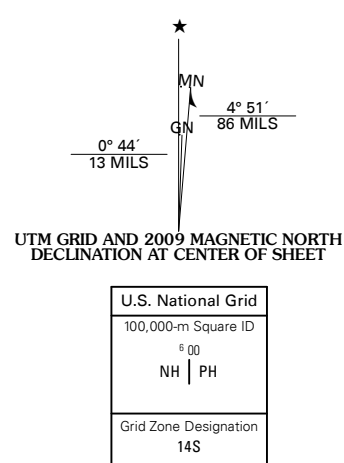 ★
MN
4° 51´
86 MILS
GN
0° 44´
13 MILS
UTM GRID AND 2009 MAGNETIC NORTH
DECLINATION AT CENTER OF SHEET
U.S. National Grid
100,000-m Square ID
6 00
NH | PH
Grid Zone Designation
14S